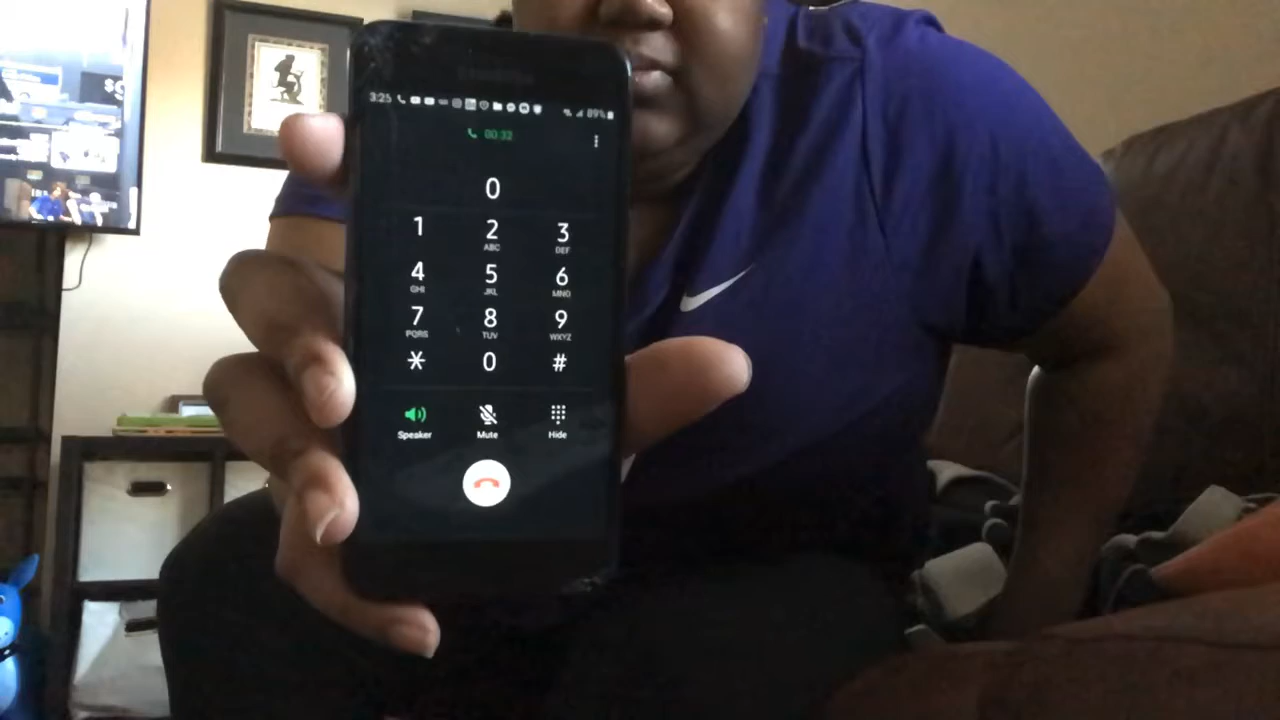 3:25 89%
00:32
0
1 2 3
ABC DEF
4 5 6
GHI JKL MNO
7 8 9
PQRS TUV WXYZ
* 0 #
Speaker Mute Hide